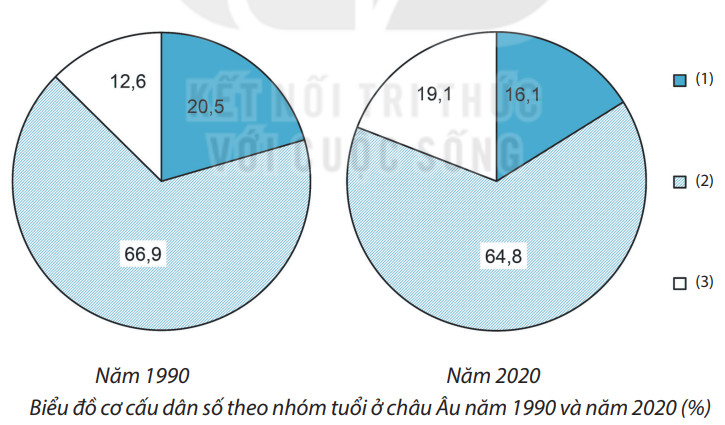 12,6
20,5
66,9
19,1
16,1
64,8
(1)
(2)
(3)
KẾT NỐI TRI THỨC
VỚI CUỘC SỐNG
Năm 1990
Năm 2020
Biểu đồ cơ cấu dân số theo nhóm tuổi ở châu Âu năm 1990 và năm 2020 (%)